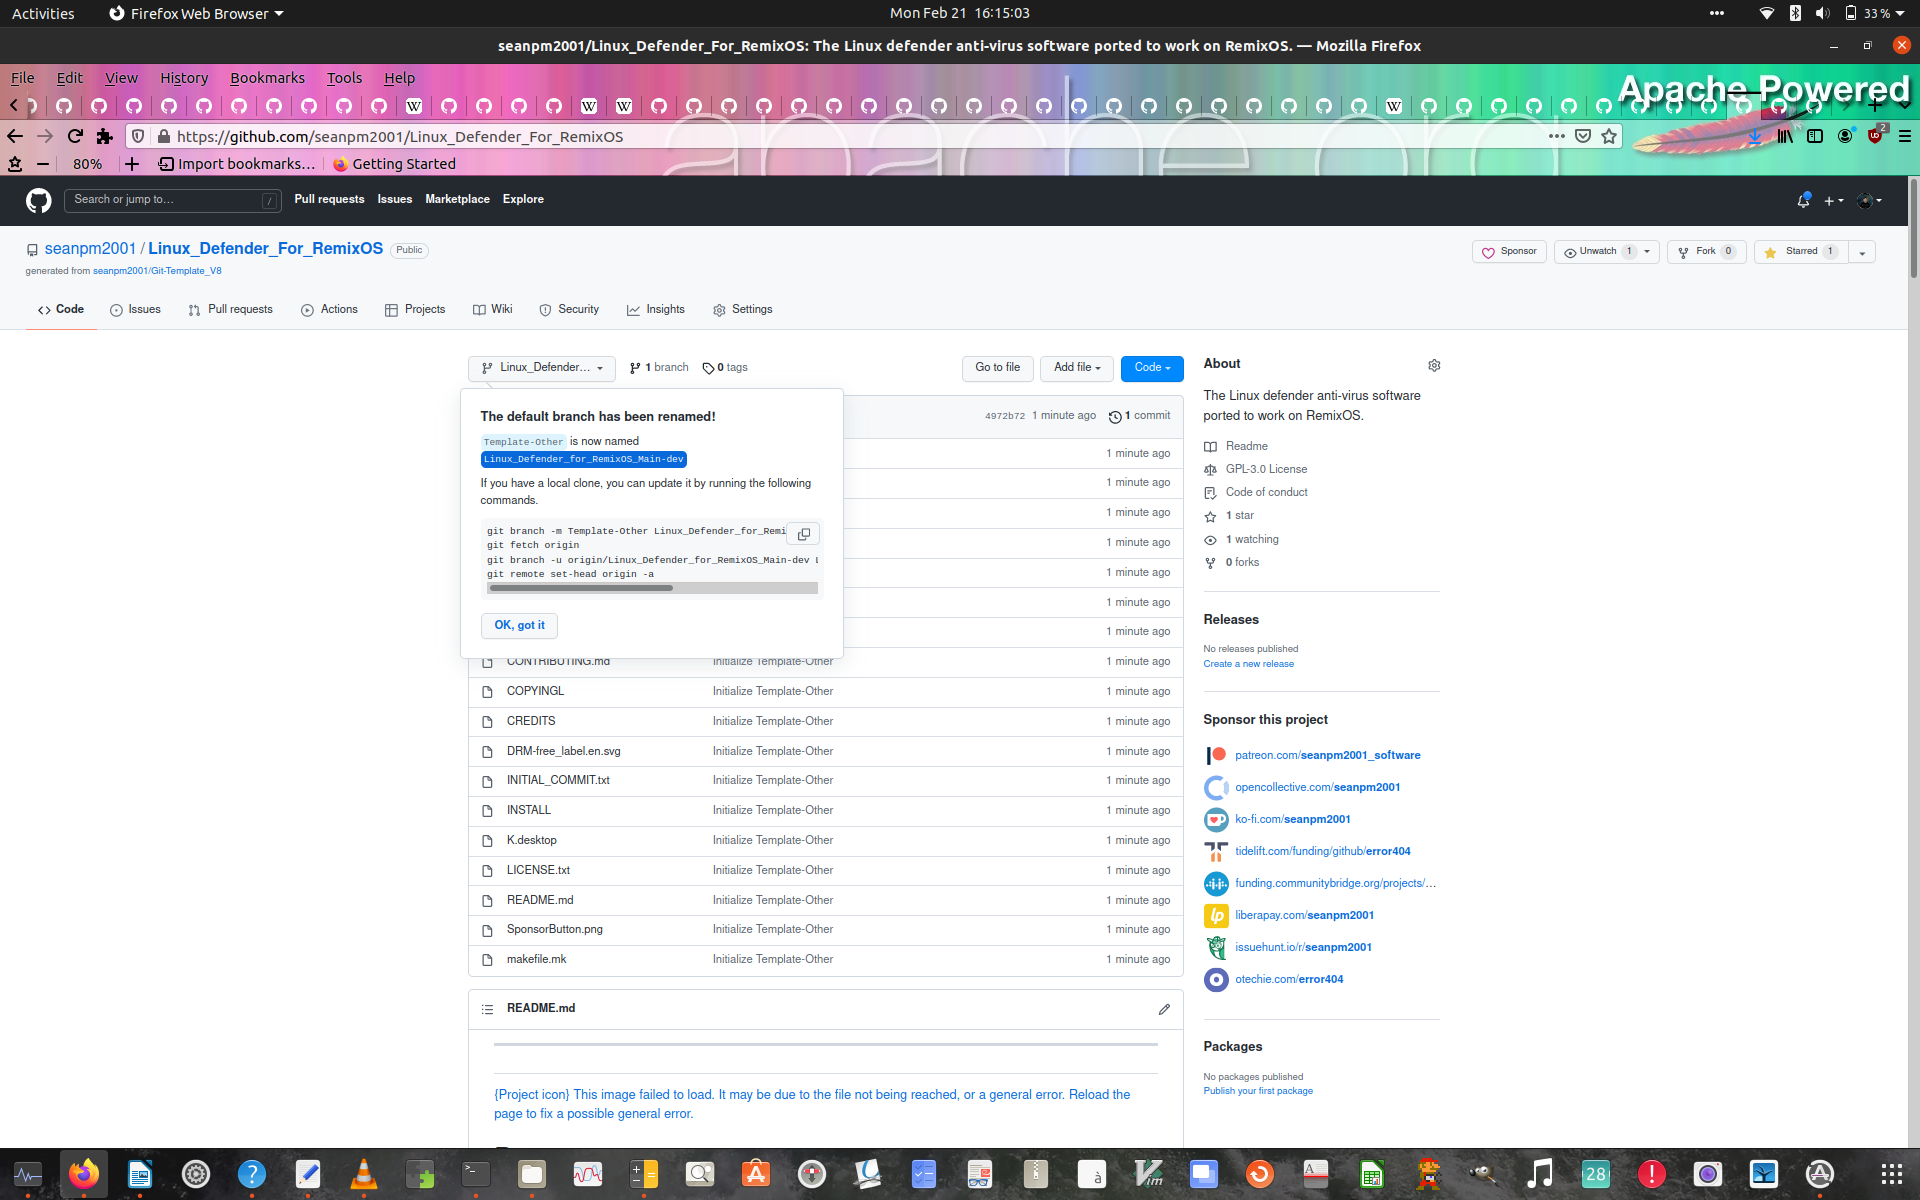 Activities
Firefox Web Browser
Mon Feb 21 16:15:03
33 %
seanpm2001/Linux_Defender_For_RemixOS: The Linux defender anti-virus software ported to work on RemixOS. — Mozilla Firefox
File Edit View History Bookmarks Tools Help
Apache Powered
https://github.com/seanpm2001/Linux_Defender_For_RemixOS
2
80%
Import bookmarks...
Getting Started
Search or jump to...
/
Pull requests
Issues
Marketplace
Explore
seanpm2001 / Linux_Defender_For_RemixOS
Public
generated from seanpm2001/Git-Template_V8
Sponsor
Unwatch 1
Fork 0
Starred 1
Code
Issues
Pull requests
Actions
Projects
Wiki
Security
Insights
Settings
Linux_Defender...
1 branch
0 tags
Go to file
Add file
Code
The default branch has been renamed!
Template-Other is now named
Linux_Defender_for_RemixOS_Main-dev
If you have a local clone, you can update it by running the following
commands.
git branch -m Template-Other Linux_Defender_for_Remi
git fetch origin
git branch -u origin/Linux_Defender_for_RemixOS_Main-dev L
git remote set-head origin -a
OK, got it
4972b72 1 minute ago 1 commit
1 minute ago
1 minute ago
1 minute ago
1 minute ago
1 minute ago
1 minute ago
1 minute ago
CONTRIBUTING.md Initialize Template-Other 1 minute ago
COPYINGL Initialize Template-Other 1 minute ago
CREDITS Initialize Template-Other 1 minute ago
DRM-free_label.en.svg Initialize Template-Other 1 minute ago
INITIAL_COMMIT.txt Initialize Template-Other 1 minute ago
INSTALL Initialize Template-Other 1 minute ago
K.desktop Initialize Template-Other 1 minute ago
LICENSE.txt Initialize Template-Other 1 minute ago
README.md Initialize Template-Other 1 minute ago
SponsorButton.png Initialize Template-Other 1 minute ago
makefile.mk Initialize Template-Other 1 minute ago
README.md
{Project icon} This image failed to load. It may be due to the file not being reached, or a general error. Reload the
page to fix a possible general error.
About
The Linux defender anti-virus software
ported to work on RemixOS.
Readme
GPL-3.0 License
Code of conduct
1 star
1 watching
0 forks
Releases
No releases published
Create a new release
Sponsor this project
patreon.com/seanpm2001_software
opencollective.com/seanpm2001
ko-fi.com/seanpm2001
tidelift.com/funding/github/error404
funding.communitybridge.org/projects/...
liberapay.com/seanpm2001
issuehunt.io/r/seanpm2001
otechie.com/error404
Packages
No packages published
Publish your first package
28